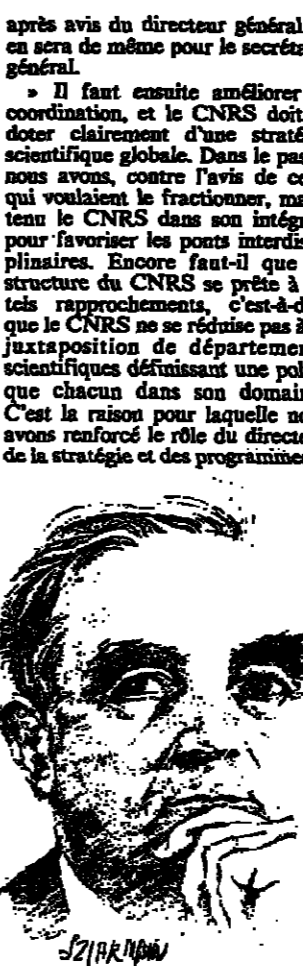 après avis du directeur général
en sera de même pour le secréta
général.
» Il faut ensuite améliorer
coordination, et le CNRS doit
doter clairement d'une straté
scientifique globale. Dans le pas
nous avons, contre l'avis de ce
qui voulaient le fractionner, ma
tenu le CNRS dans son intégr
pour favoriser les ponts interdis
plinaires. Encore faut-il que
structure du CNRS se prête à
tels rapprochements, c'est-à-d
que le CNRS ne se réduise pas à
juxtaposition de départemen
scientifiques définissant une pol
que chacun dans son domain
C'est la raison pour laquelle no
avons renforcé le rôle du directe
de la stratégie et des programmes